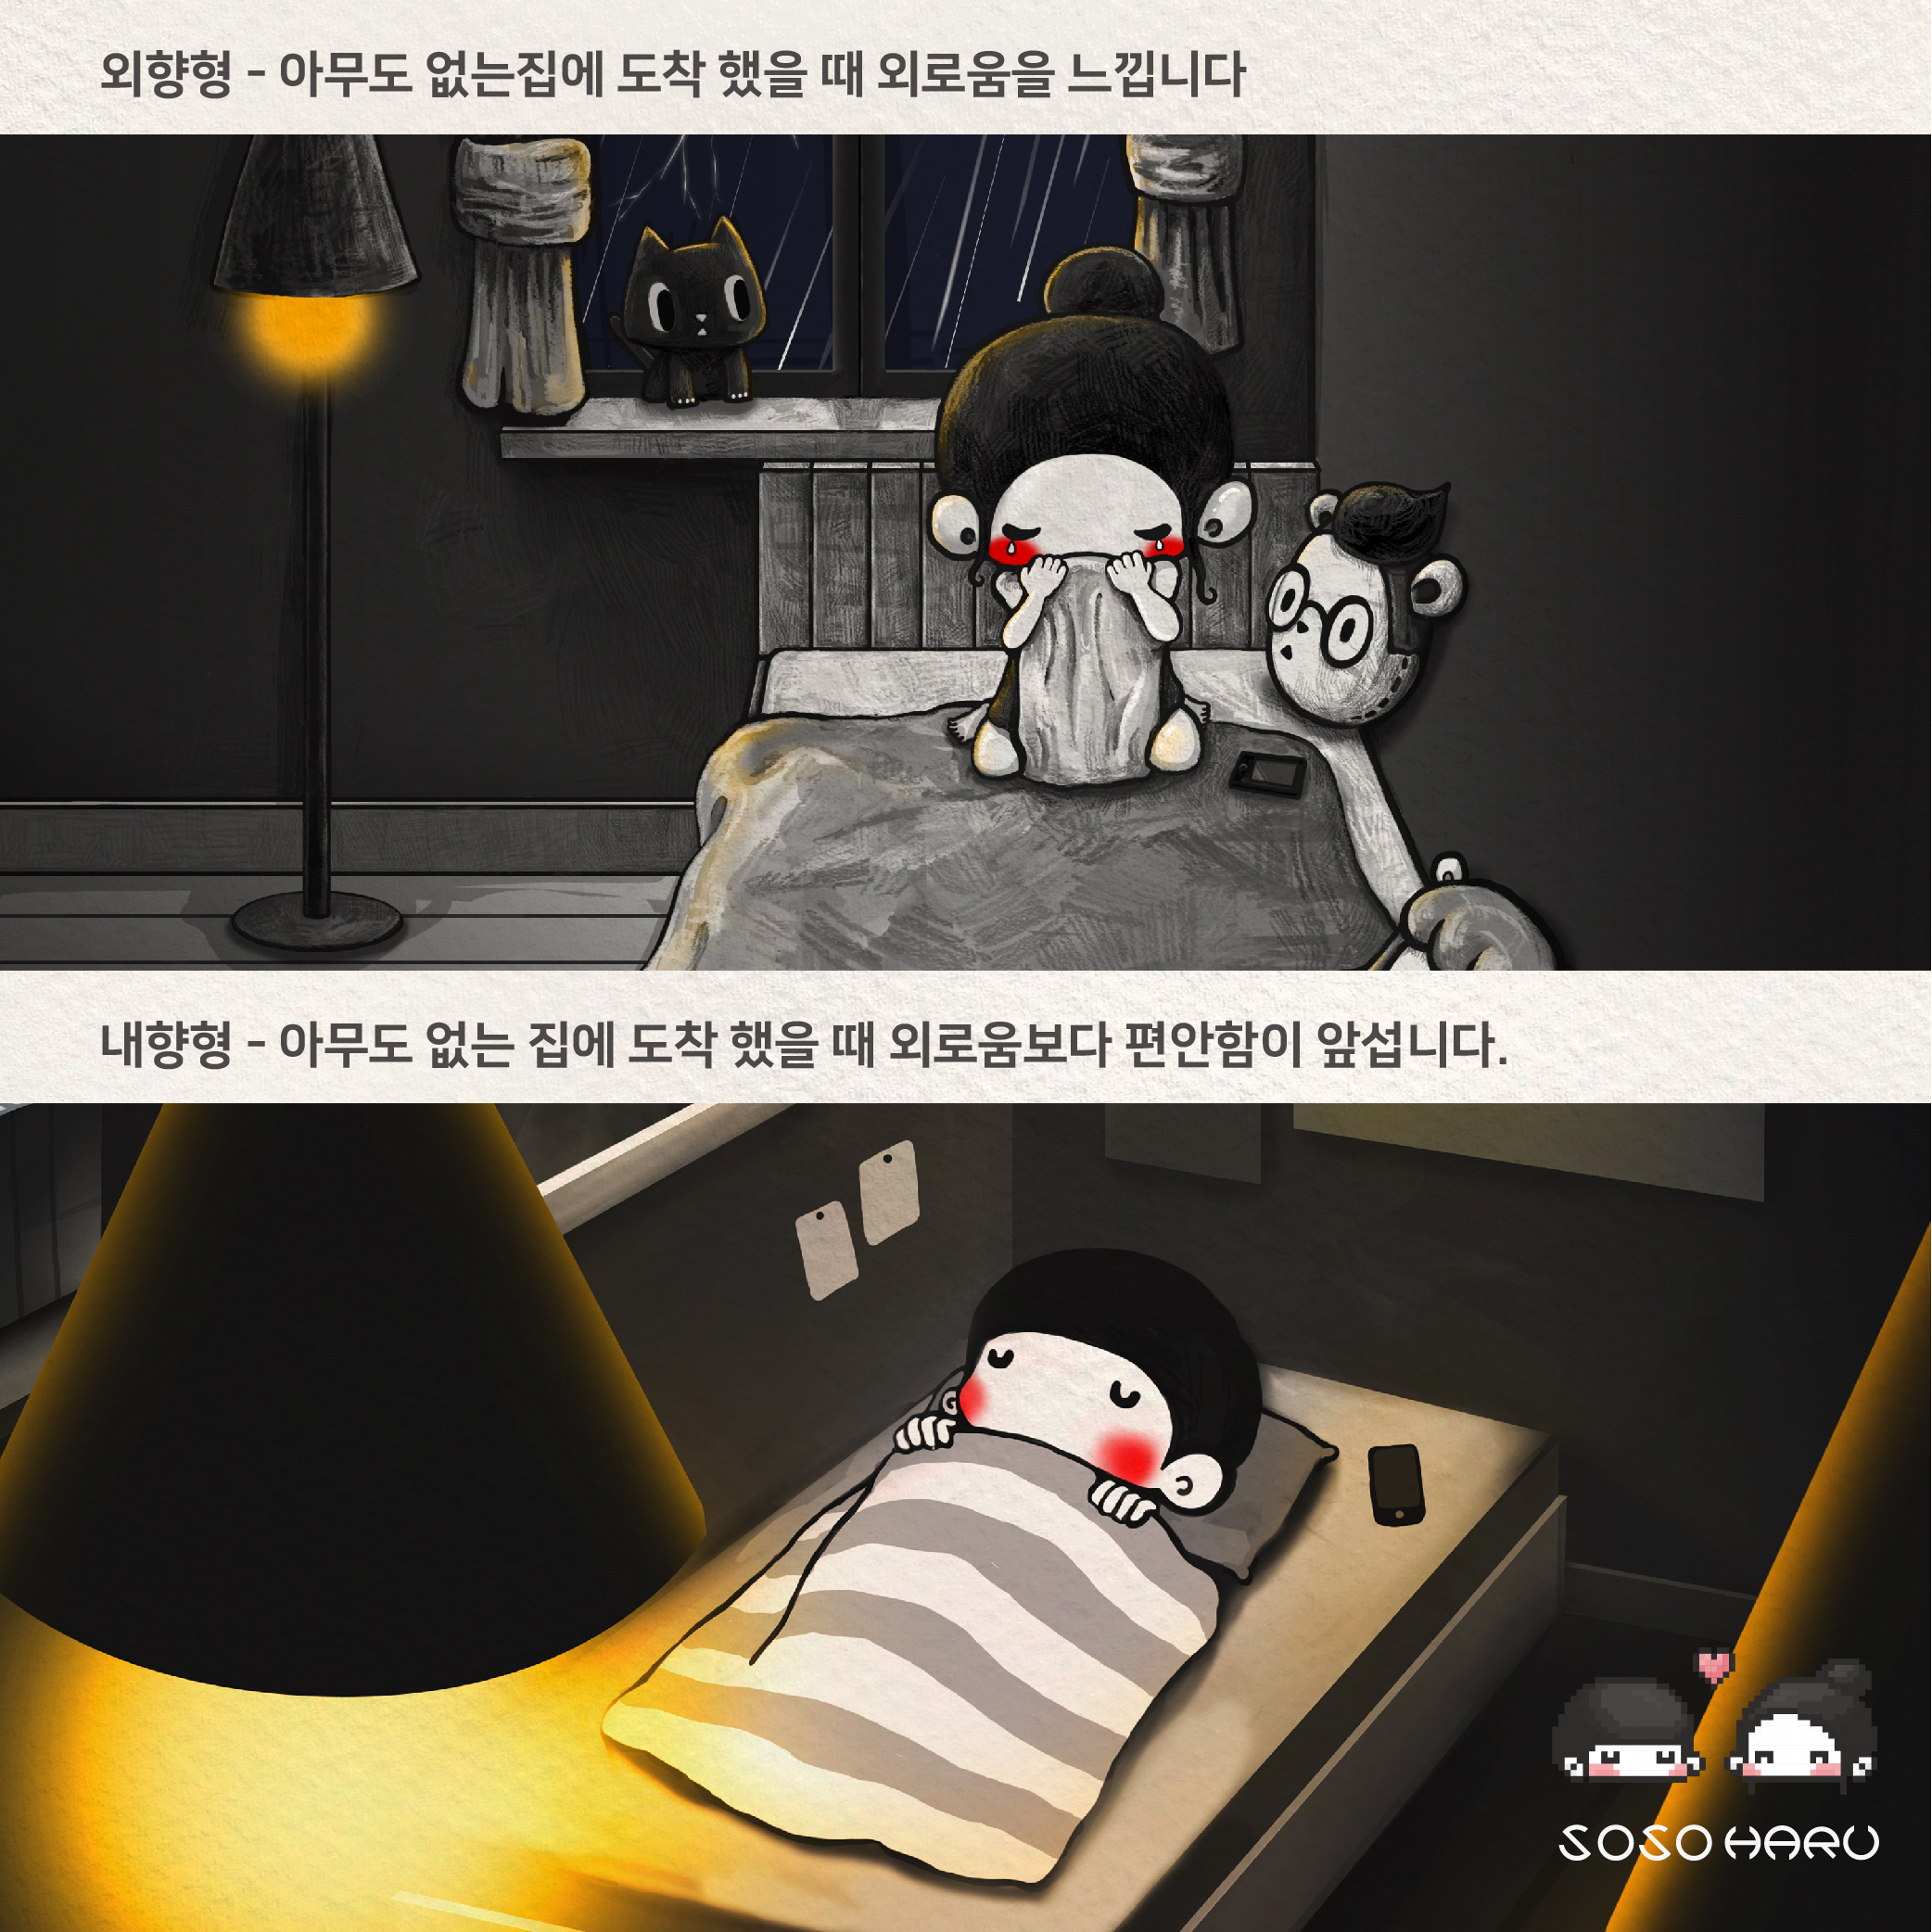 외향형 - 아무도 없는집에 도착 했을 때 외로움을 느낍니다
내향형 - 아무도 없는 집에 도착 했을 때 외로움보다 편안함이 앞섭니다.
SOSO HARU